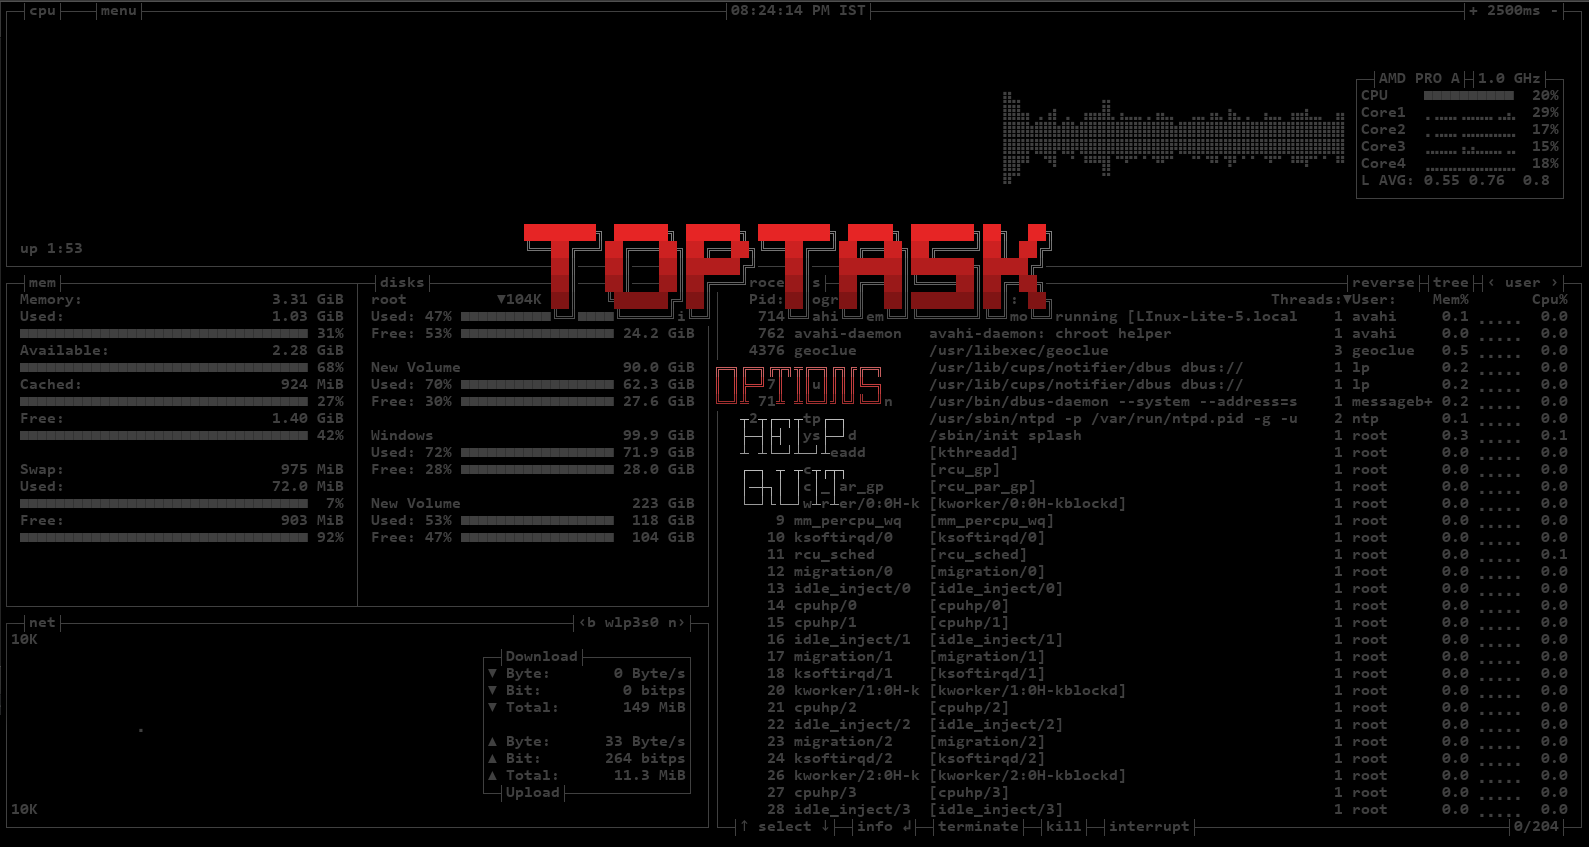 cpu menu 08:24:14 PM IST + 2500ms -
AMD PRO A 1.0 GHz
CPU 20%
Core1 29%
Core2 17%
Core3 15%
Core4 18%
L AVG: 0.55 0.76 0.8
TOPTASK
up 1:53
mem
Memory: 3.31 GiB
Used: 1.03 GiB
31%
Available: 2.28 GiB
68%
Cached: 924 MiB
27%
Free: 1.40 GiB
42%
Swap: 975 MiB
Used: 72.0 MiB
7%
Free: 903 MiB
92%
disks
root ▼104K
Used: 47% i
Free: 53% 24.2 GiB
New Volume 90.0 GiB
Used: 70% 62.3 GiB
Free: 30% 27.6 GiB
Windows 99.9 GiB
Used: 72% 71.9 GiB
Free: 28% 28.0 GiB
New Volume 223 GiB
Used: 53% 118 GiB
Free: 47% 104 GiB
OPTIONS
HELP
QUIT
roce s reverse tree ‹ user ›
Pid: ogr : Threads:▼User: Mem% Cpu%
714 ahi em mo running [LInux-Lite-5.local 1 avahi 0.1 0.0
762 avahi-daemon avahi-daemon: chroot helper 1 avahi 0.0 0.0
4376 geoclue /usr/libexec/geoclue 3 geoclue 0.5 0.0
/usr/lib/cups/notifier/dbus dbus:// 1 lp 0.2 0.0
7 u /usr/lib/cups/notifier/dbus dbus:// 1 lp 0.2 0.0
71 n /usr/bin/dbus-daemon --system --address=s 1 messageb+ 0.2 0.0
2 tp /usr/sbin/ntpd -p /var/run/ntpd.pid -g -u 2 ntp 0.1 0.0
ys d /sbin/init splash 1 root 0.3 0.1
eadd [kthreadd] 1 root 0.0 0.0
c [rcu_gp] 1 root 0.0 0.0
c _ar_gp [rcu_par_gp] 1 root 0.0 0.0
w r er/0:0H-k [kworker/0:0H-kblockd] 1 root 0.0 0.0
9 mm_percpu_wq [mm_percpu_wq] 1 root 0.0 0.0
10 ksoftirqd/0 [ksoftirqd/0] 1 root 0.0 0.0
11 rcu_sched [rcu_sched] 1 root 0.0 0.1
12 migration/0 [migration/0] 1 root 0.0 0.0
13 idle_inject/0 [idle_inject/0] 1 root 0.0 0.0
14 cpuhp/0 [cpuhp/0] 1 root 0.0 0.0
15 cpuhp/1 [cpuhp/1] 1 root 0.0 0.0
16 idle_inject/1 [idle_inject/1] 1 root 0.0 0.0
17 migration/1 [migration/1] 1 root 0.0 0.0
18 ksoftirqd/1 [ksoftirqd/1] 1 root 0.0 0.0
20 kworker/1:0H-k [kworker/1:0H-kblockd] 1 root 0.0 0.0
21 cpuhp/2 [cpuhp/2] 1 root 0.0 0.0
22 idle_inject/2 [idle_inject/2] 1 root 0.0 0.0
23 migration/2 [migration/2] 1 root 0.0 0.0
24 ksoftirqd/2 [ksoftirqd/2] 1 root 0.0 0.0
26 kworker/2:0H-k [kworker/2:0H-kblockd] 1 root 0.0 0.0
27 cpuhp/3 [cpuhp/3] 1 root 0.0 0.0
28 idle_inject/3 [idle_inject/3] 1 root 0.0 0.0
↑ select ↓ info ↲ terminate kill interrupt 0/204
net ‹b wlp3s0 n›
10K
Download
▼ Byte: 0 Byte/s
▼ Bit: 0 bitps
▼ Total: 149 MiB
▲ Byte: 33 Byte/s
▲ Bit: 264 bitps
▲ Total: 11.3 MiB
Upload
10K